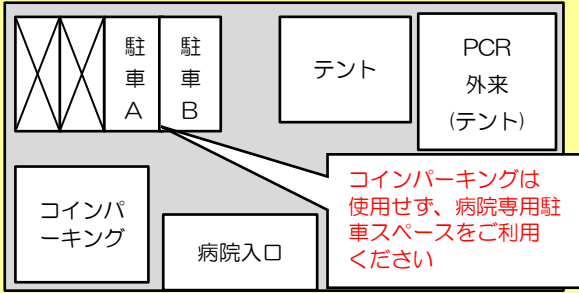 駐車A
駐車B
テント
PCR
外来
(テント)
コインパ
ーキング
病院入口
コインパーキングは
使用せず、病院専用駐
車スペースをご利用
ください